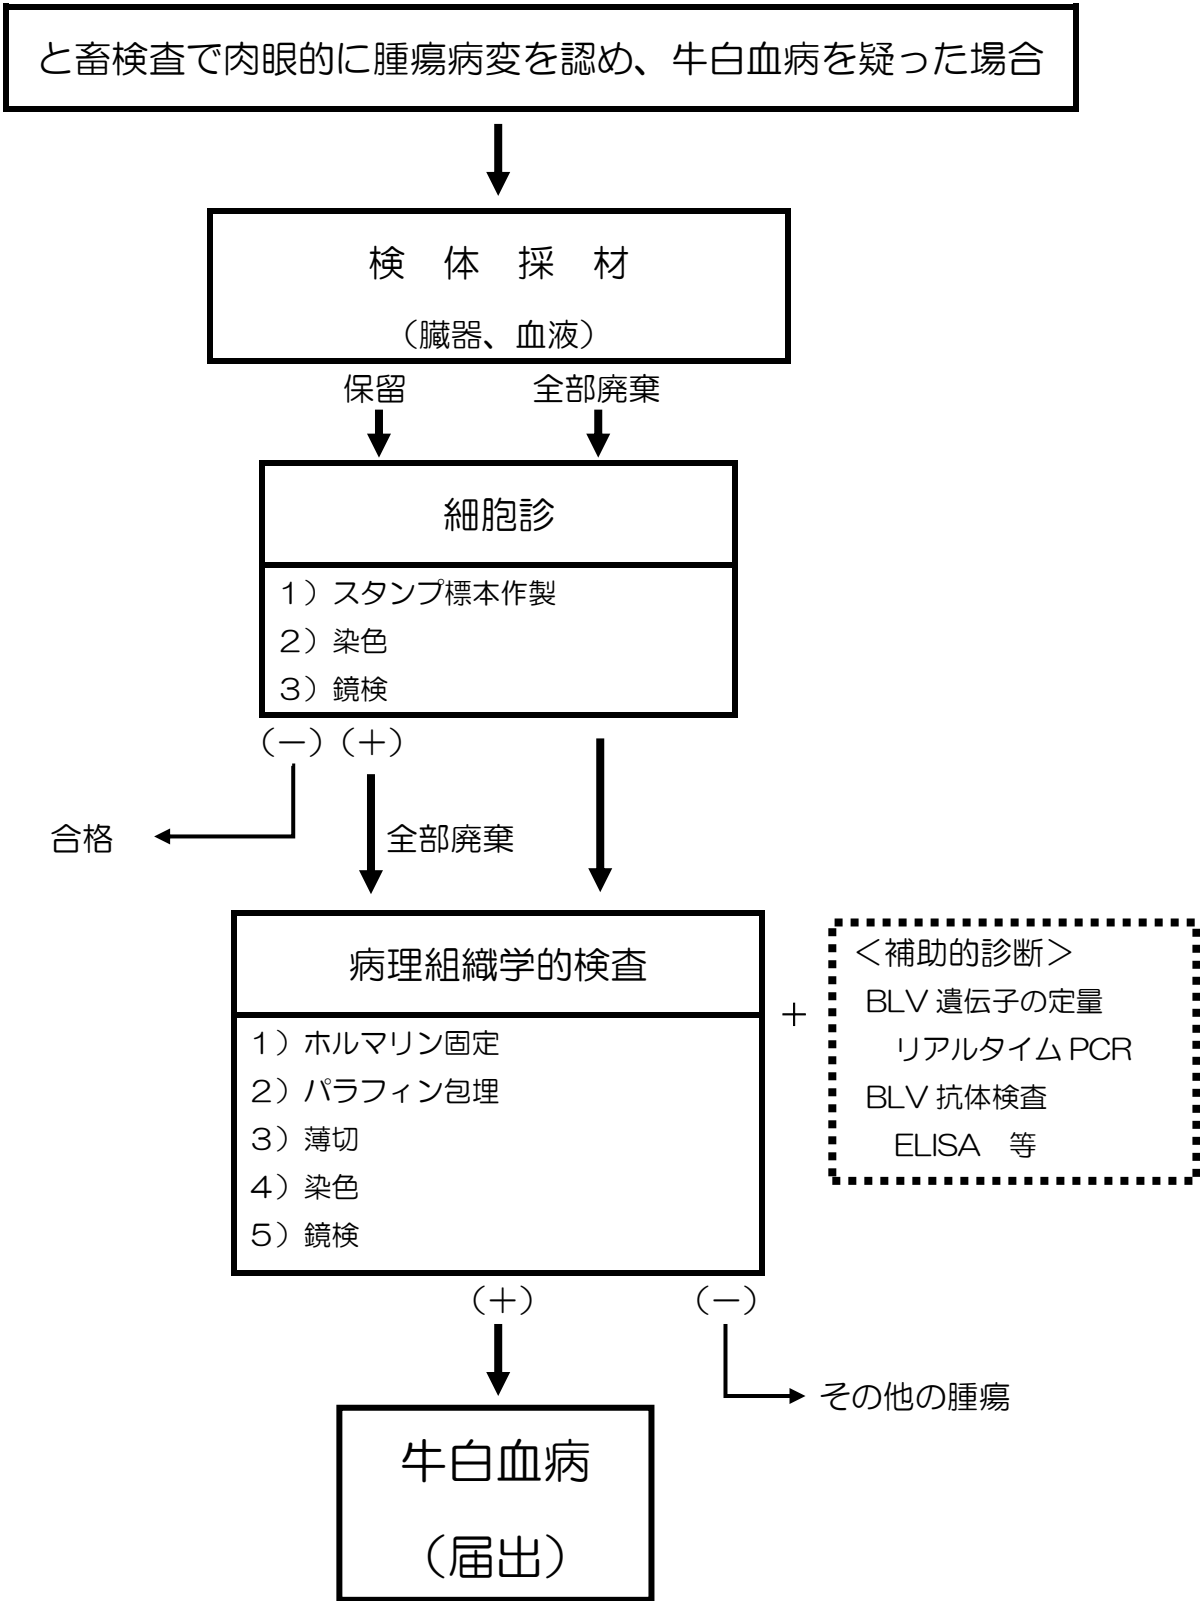 と畜検査で肉眼的に腫瘍病変を認め、牛白血病を疑った場合
検　体　採　材
（臓器、血液）
保留
全部廃棄
細胞診
１）スタンプ標本作製
２）染色
３）鏡検
（－）（＋）
合格
全部廃棄
病理組織学的検査
１）ホルマリン固定
２）パラフィン包埋
３）薄切
４）染色
５）鏡検
＋
＜補助的診断＞
BLV 遺伝子の定量
リアルタイム PCR
BLV 抗体検査
ELISA　等
（＋）
（－）
その他の腫瘍
牛白血病
（届出）